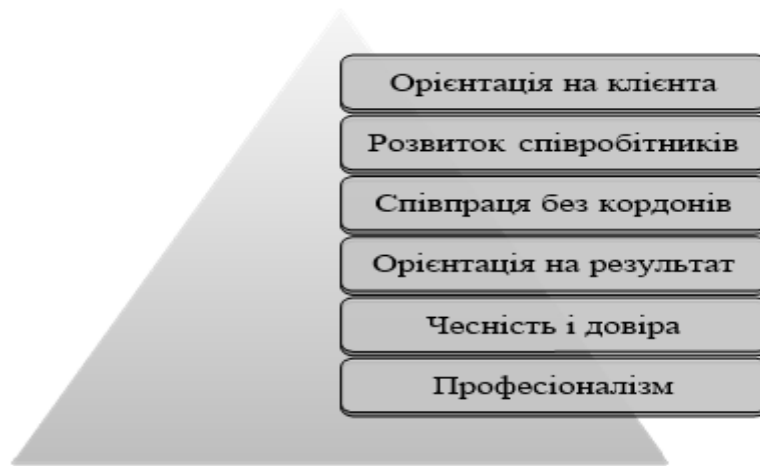 Орієнтація на клієнта
Розвиток співробітників
Співпраця без кордонів
Орієнтація на результат
Чесність і довіра
Професіоналізм